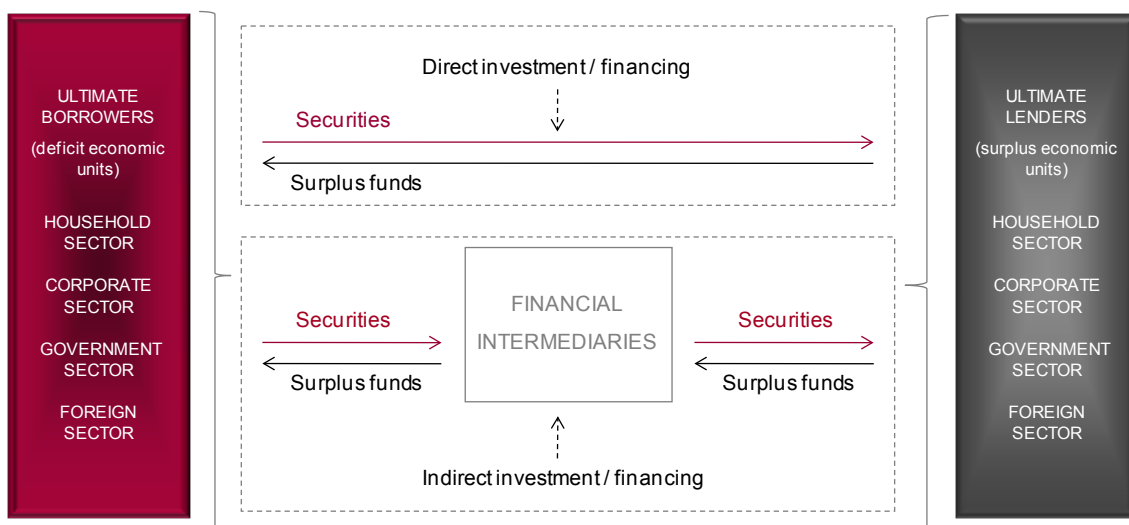 ULTIMATE
BORROWERS
(deficit economic
units)
HOUSEHOLD
SECTOR
CORPORATE
SECTOR
GOVERNMENT
SECTOR
FOREIGN
SECTOR
Direct investment / financing
Securities
Surplus funds
Securities
Surplus funds
FINANCIAL
INTERMEDIARIES
Securities
Surplus funds
Indirect investment / financing
ULTIMATE
LENDERS
(surplus economic
units)
HOUSEHOLD
SECTOR
CORPORATE
SECTOR
GOVERNMENT
SECTOR
FOREIGN
SECTOR